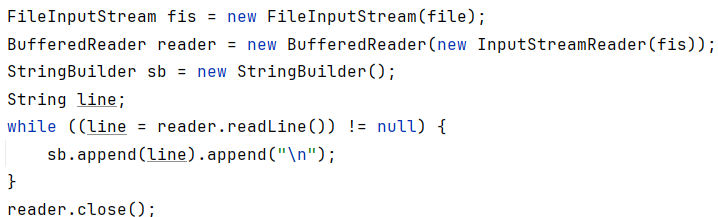 FileInputStream fis = new FileInputStream(file);
BufferedReader reader = new BufferedReader(new InputStreamReader(fis));
StringBuilder sb = new StringBuilder();
String line;
while ((line = reader.readLine()) != null) {
    sb.append(line).append("\n");
}
reader.close();